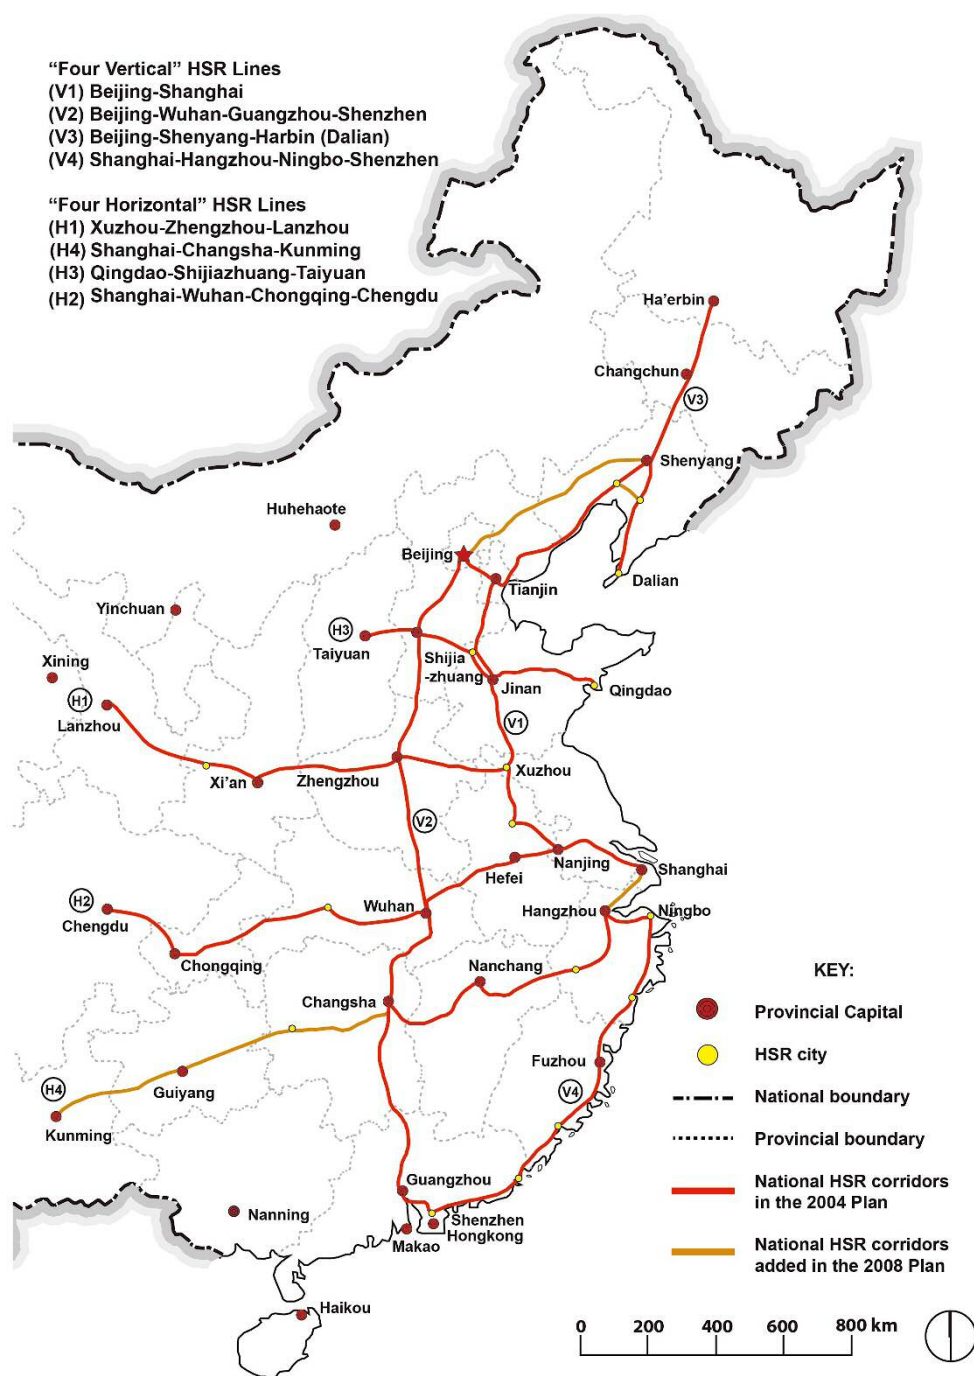 “Four Vertical” HSR Lines
(V1) Beijing-Shanghai
(V2) Beijing-Wuhan-Guangzhou-Shenzhen
(V3) Beijing-Shenyang-Harbin (Dalian)
(V4) Shanghai-Hangzhou-Ningbo-Shenzhen
“Four Horizontal” HSR Lines
(H1) Xuzhou-Zhengzhou-Lanzhou
(H4) Shanghai-Changsha-Kunming
(H3) Qingdao-Shijiazhuang-Taiyuan
(H2) Shanghai-Wuhan-Chongqing-Chengdu
Ha'erbin
Changchun
V3
Shenyang
Huhehaote
Beijing
Tianjin
Dalian
Yinchuan
H3
Taiyuan
Shijia
-zhuang
Jinan
Qingdao
Xining
H1
Lanzhou
V1
Xi'an
Zhengzhou
Xuzhou
V2
Nanjing
Hefei
Shanghai
H2
Chengdu
Wuhan
Hangzhou
Ningbo
Chongqing
Nanchang
Changsha
Fuzhou
V4
H4
Guiyang
Kunming
Guangzhou
Nanning
Shenzhen
Hongkong
Makao
Haikou
KEY:
Provincial Capital
HSR city
National boundary
Provincial boundary
National HSR corridors
in the 2004 Plan
National HSR corridors
added in the 2008 Plan
0 200 400 600 800 km